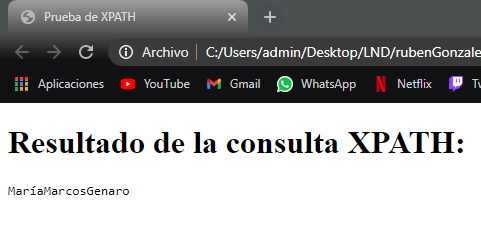 Prueba de XPATH
Archivo | C:/Users/admin/Desktop/LND/rubenGonzale
Aplicaciones YouTube Gmail WhatsApp Netflix Tw
Resultado de la consulta XPATH:
MaríaMarcosGenaro